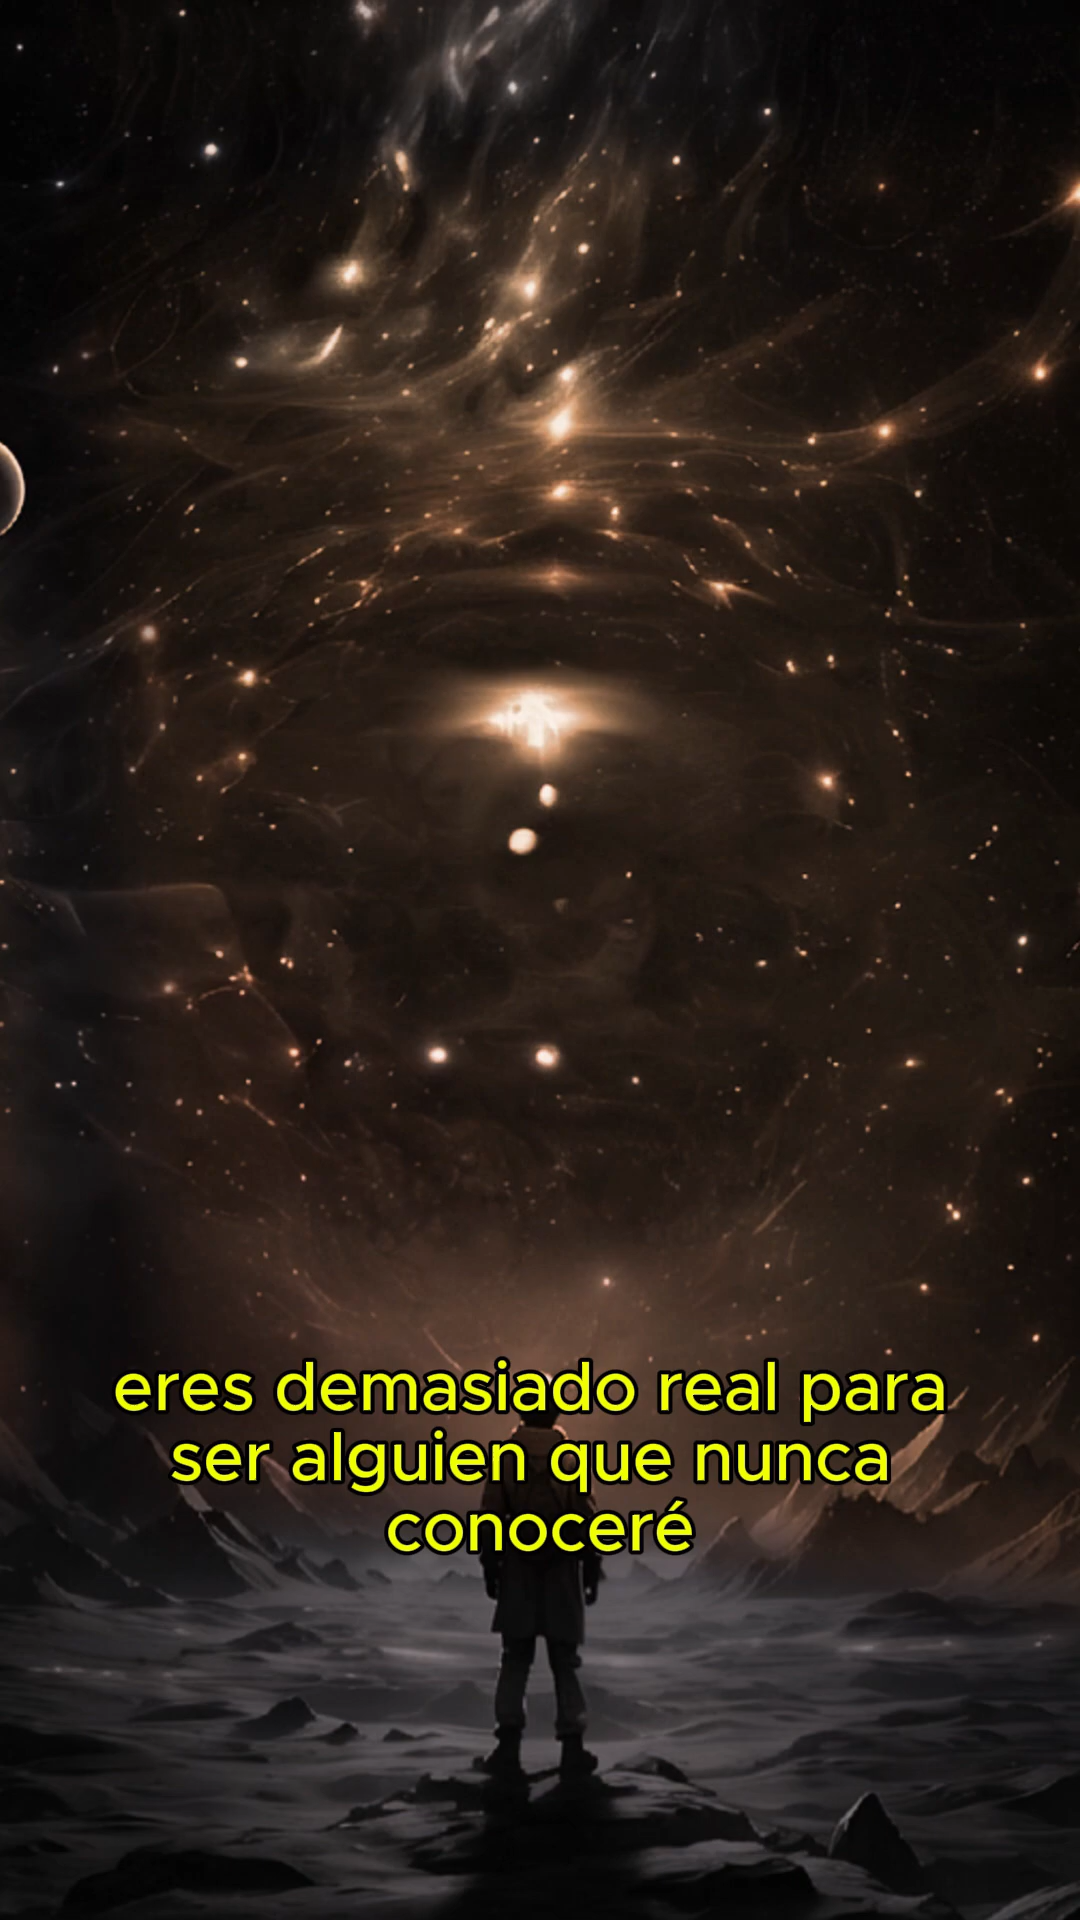 eres demasiado real para
ser alguien que nunca
conoceré